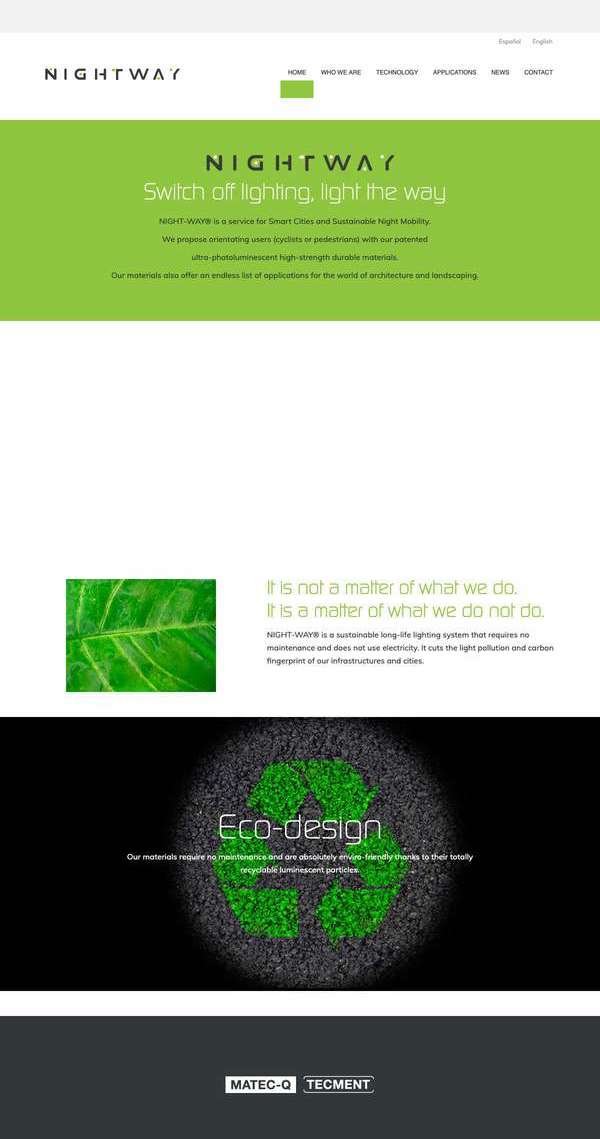 Español English
NIGHTWAY
HOME WHO WE ARE TECHNOLOGY APPLICATIONS NEWS CONTACT
NIGHTWAY
Switch off lighting, light the way
NIGHT-WAY® is a service for Smart Cities and Sustainable Night Mobility.
We propose orientating users (cyclists or pedestrians) with our patented
ultra-photoluminescent high-strength durable materials.
Our materials also offer an endless list of applications for the world of architecture and landscaping.
It is not a matter of what we do.
It is a matter of what we do not do.
NIGHT-WAY® is a sustainable long-life lighting system that requires no
maintenance and does not use electricity. It cuts the light pollution and carbon
fingerprint of our infrastructures and cities.
Eco-design
Our materials require no maintenance and are absolutely enviro-friendly thanks to their totally
recyclable luminescent particles.
MATEC-Q TECMENT